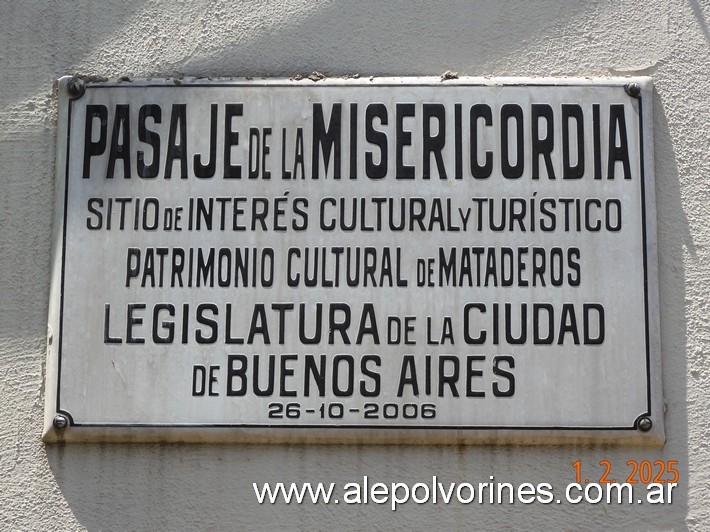 PASAJE DE LA MISERICORDIA
SITIO DE INTERÉS CULTURAL Y TURÍSTICO
PATRIMONIO CULTURAL DE MATADEROS
LEGISLATURA DE LA CIUDAD
DE BUENOS AIRES
26-10-2006
1. 2. 2025
www.alepolvorines.com.ar